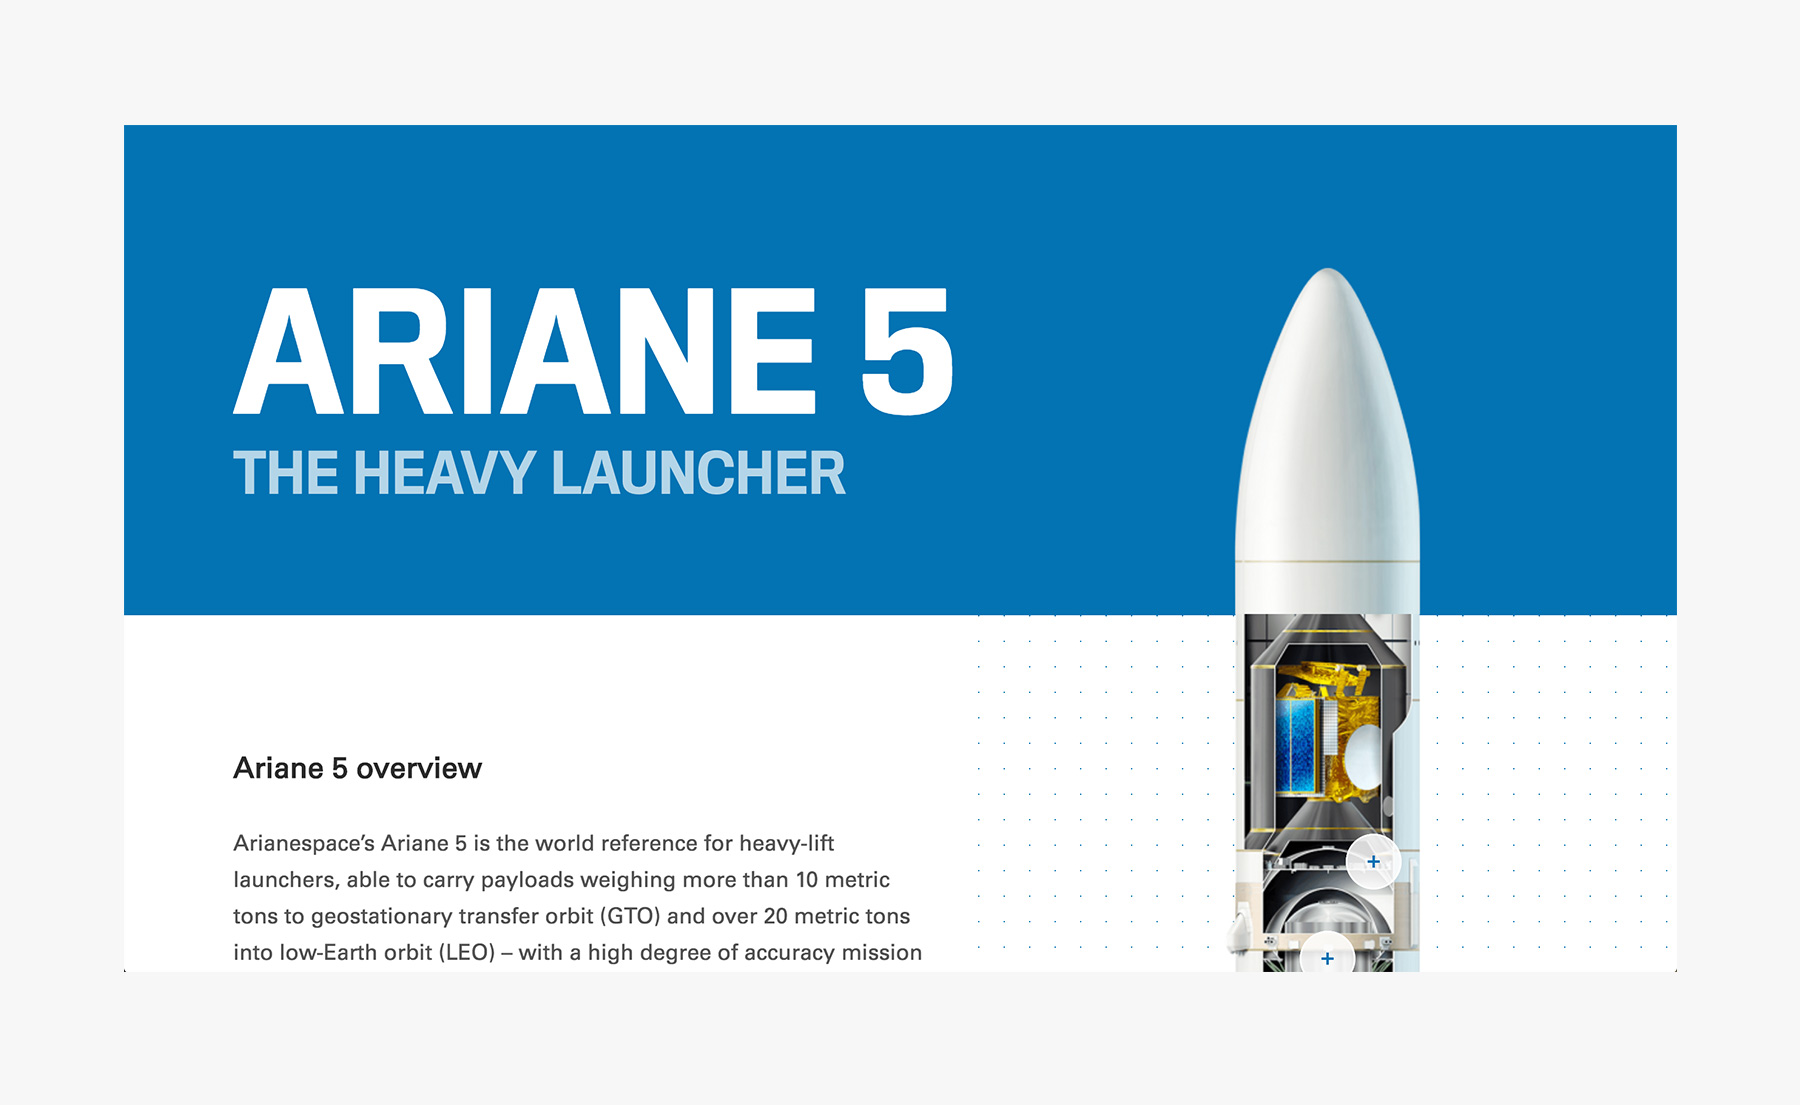 ARIANE 5
THE HEAVY LAUNCHER
Ariane 5 overview
Arianespace’s Ariane 5 is the world reference for heavy-lift
launchers, able to carry payloads weighing more than 10 metric
tons to geostationary transfer orbit (GTO) and over 20 metric tons
into low-Earth orbit (LEO) – with a high degree of accuracy mission
+
+